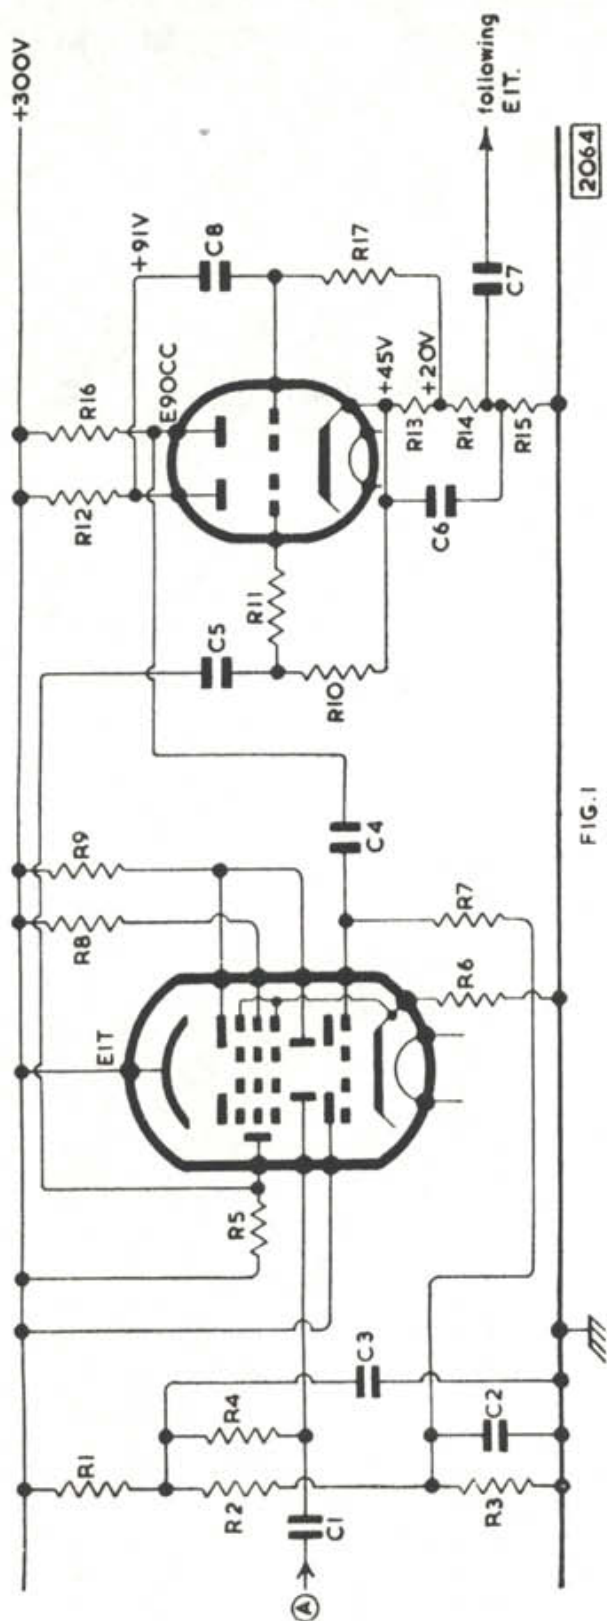 +300V
R1
R2
R3
R4
C1
C2
C3
A
R5
E1T
R8
R9
R6
R7
C4
C5
R10
R11
R12
R16
E90CC
+91V
C8
R17
+45V
+20V
R13
R14
R15
C6
C7
following
E1T.
FIG.1
2064